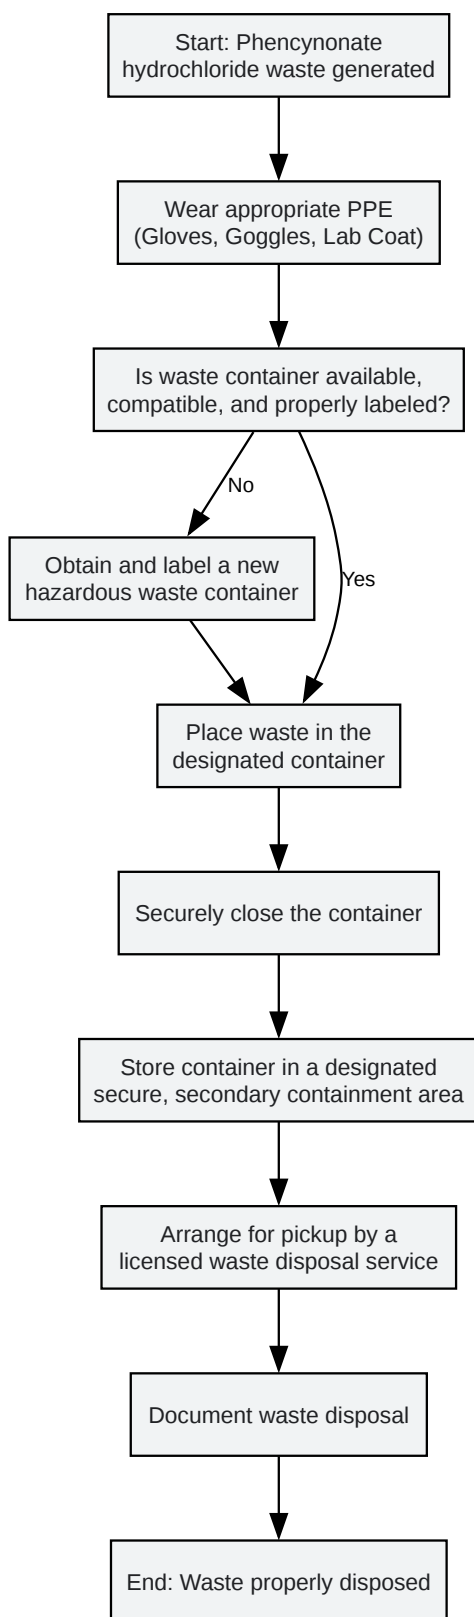 Start: Phencynonate
hydrochloride waste generated
Wear appropriate PPE
(Gloves, Goggles, Lab Coat)
Is waste container available,
compatible, and properly labeled?
No
Obtain and label a new
hazardous waste container
Yes
Place waste in the
designated container
Securely close the container
Store container in a designated
secure, secondary containment area
Arrange for pickup by a
licensed waste disposal service
Document waste disposal
End: Waste properly disposed